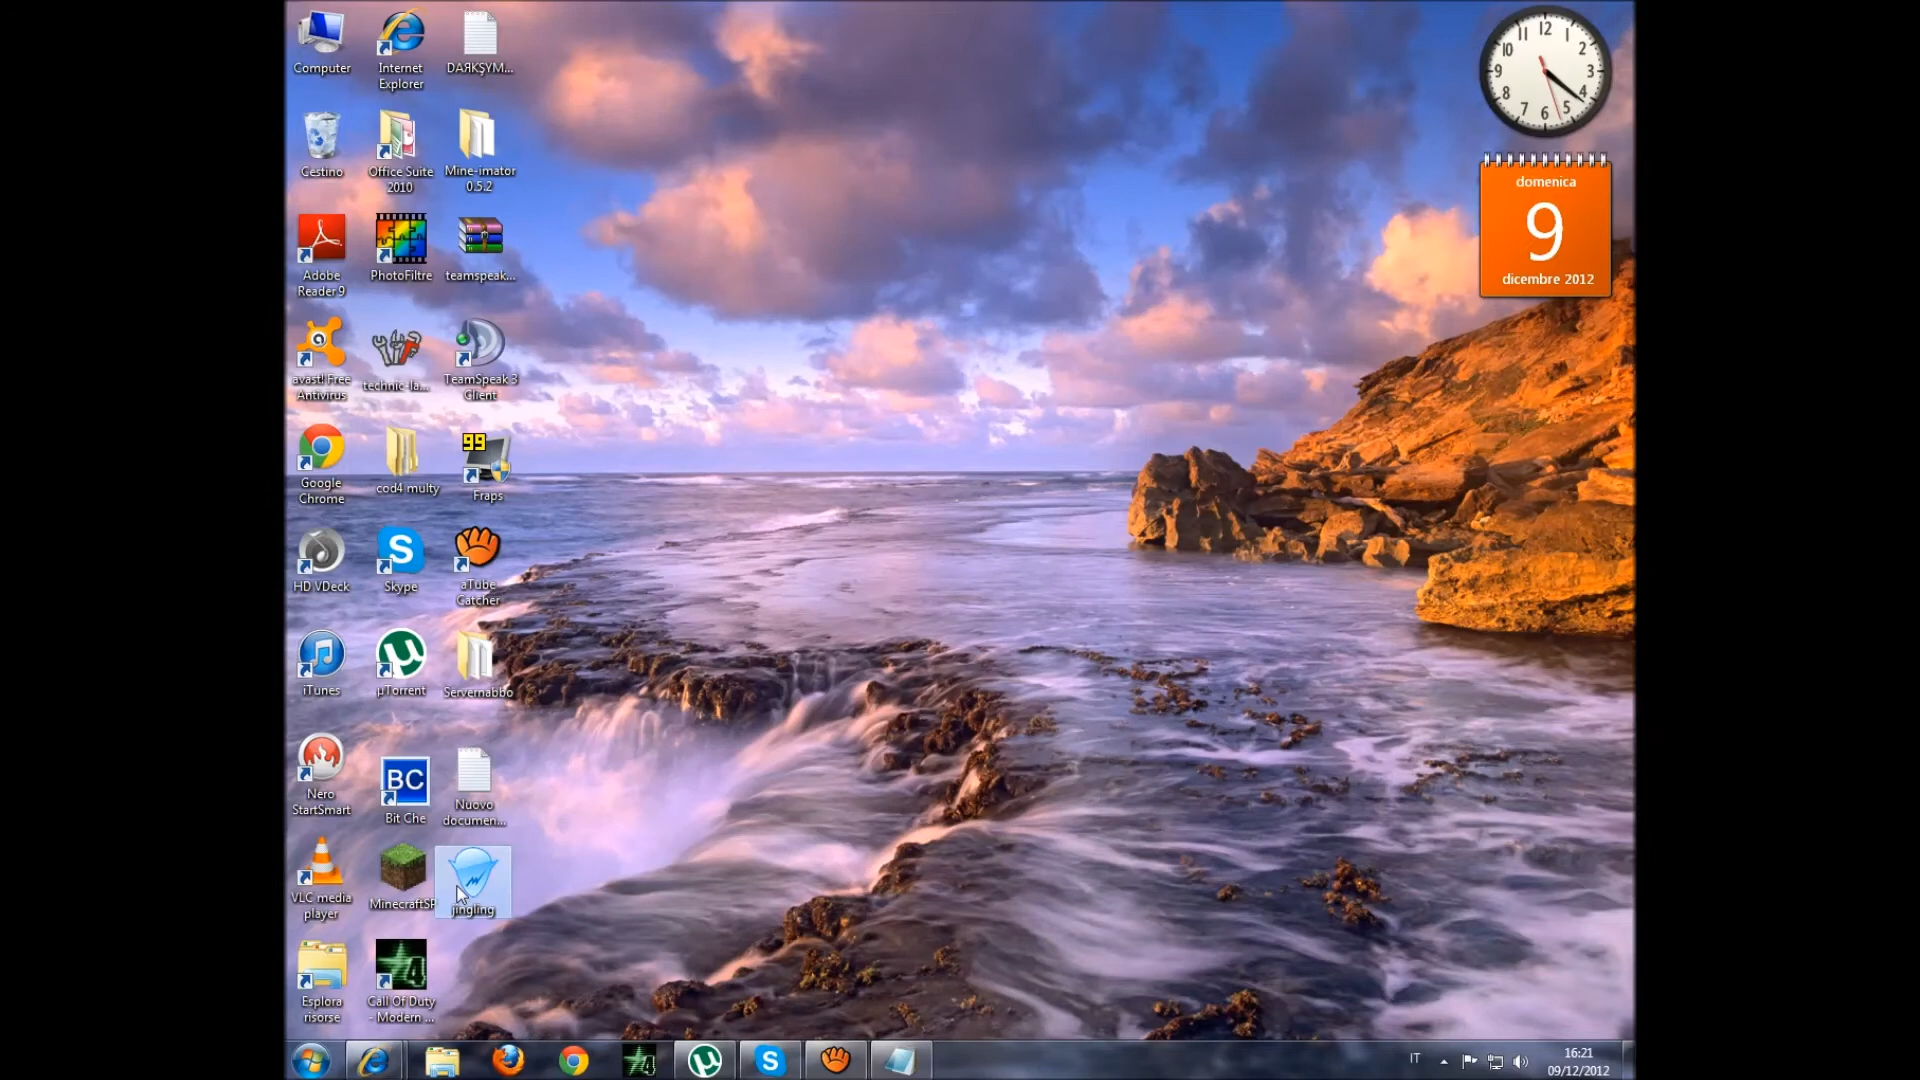 Computer
Internet
Explorer
DAЯKŞYM...
Cestino
Office Suite
2010
Mine-imator
0.5.2
Adobe
Reader 9
PhotoFiltre
teamspeak...
avast! Free
Antivirus
technic-la...
TeamSpeak 3
Client
Google
Chrome
cod4 multy
99
Fraps
HD VDeck
S
Skype
aTube
Catcher
iTunes
µTorrent
Servernabbo
Nero
StartSmart
BC
Bit Che
Nuovo
documen...
VLC media
player
MinecraftSP
jingling
Esplora
risorse
4
Call Of Duty
- Modern ...
12
1
2
3
4
5
6
7
8
9
10
11
domenica
9
dicembre 2012
4
S
IT
16:21
09/12/2012